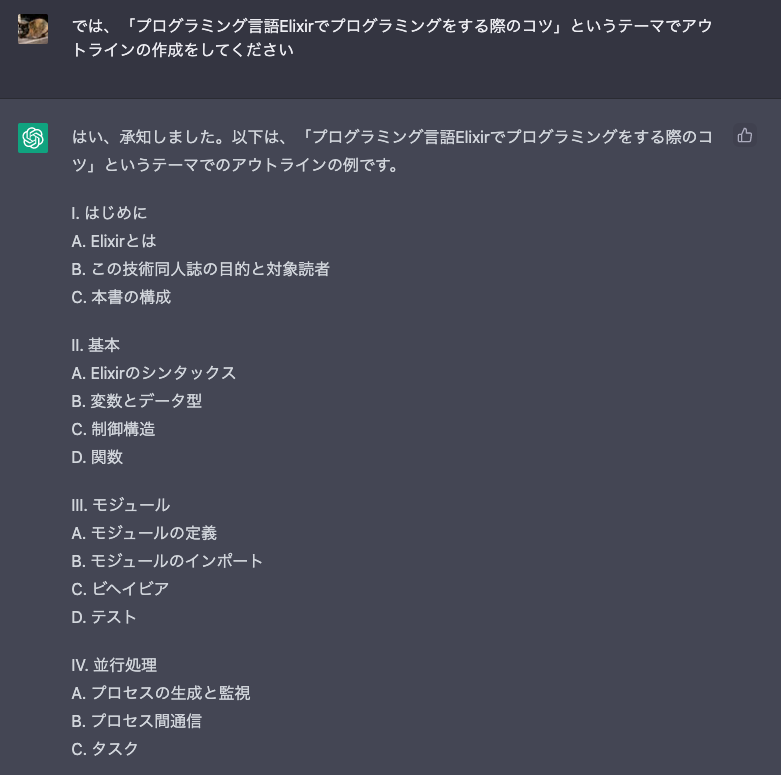 では、「プログラミング言語Elixirでプログラミングをする際のコツ」というテーマでアウ
トラインの作成をしてください
はい、承知しました。以下は、「プログラミング言語Elixirでプログラミングをする際のコ
ツ」というテーマでのアウトラインの例です。
I. はじめに
A. Elixirとは
B. この技術同人誌の目的と対象読者
C. 本書の構成
II. 基本
A. Elixirのシンタックス
B. 変数とデータ型
C. 制御構造
D. 関数
III. モジュール
A. モジュールの定義
B. モジュールのインポート
C. ビヘイビア
D. テスト
IV. 並行処理
A. プロセスの生成と監視
B. プロセス間通信
C. タスク